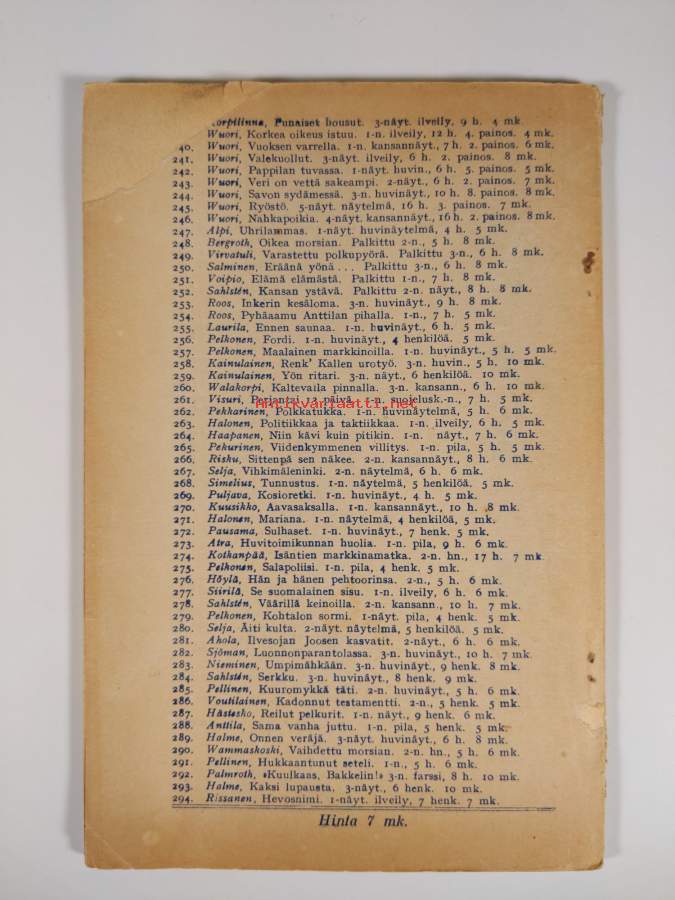 Korpilinna, Punaiset housut. 3-näyt. ilveily, 9 h. 4 mk.
Wuori, Korkea oikeus istuu. 1-n. ilveily, 12 h. 4. painos. 4 mk.
40. Wuori, Vuoksen varrella. 1-n. kansannäyt., 7 h. 2. painos. 6 mk.
241. Wuori, Valekuollut. 3-näyt. ilveily, 6 h. 2. painos. 8 mk.
242. Wuori, Pappilan tuvassa. 1-näyt. huvin., 6 h. 5. painos. 5 mk.
243. Wuori, Veri on vettä sakeampi. 2-näyt., 6 h. 2. painos. 7 mk.
244. Wuori, Savon sydämessä. 3-n. huvinäyt., 10 h. 8. painos. 8 mk.
245. Wuori, Ryöstö. 5-näyt. näytelmä, 16 h. 3. painos. 7 mk.
246. Wuori, Nahkapoikia. 4-näyt. kansannäyt., 16 h. 2. painos. 8 mk.
247. Alpi, Uhrilammas. 1-näyt. huvinäytelmä, 4 h. 5 mk.
248. Bergroth, Oikea morsian. Palkittu 2-n., 5 h. 8 mk.
249. Virvatuli, Varastettu polkupyörä. Palkittu 3-n., 6 h. 8 mk.
250. Salminen, Eräänä yönä... Palkittu 3-n., 6 h. 8 mk.
251. Voipio, Elämä elämästä. Palkittu 1-n., 7 h. 8 mk.
252. Sahlstén, Kansan ystävä. Palkittu 2-n. näyt., 8 h. 8 mk.
253. Roos, Inkerin kesäloma. 3-n. huvinäyt., 9 h. 8 mk.
254. Roos, Pyhäaamu Anttilan pihalla. 1-n., 7 h. 5 mk.
255. Laurila, Ennen saunaa. 1-n. huvinäyt., 6 h. 5 mk.
256. Pelkonen, Fordi. 1-n. huvinäyt., 4 henkilöä. 5 mk.
257. Pelkonen, Maalainen markkinoilla. 1-n. huvinäyt., 5 h. 5 mk.
258. Kainulainen, Renk' Kallen urotyö. 3-n. huvin., 5 h. 10 mk.
259. Kainulainen, Yön ritari. 3-n. näyt., 6 henkilöä. 10 mk.
260. Walakorpi, Kaltevaila pinnalla. 3-n. kansann., 6 h. 10 mk.
261. Visuri, Perjantai 13 päivä. 1-n. suojelusk.-n., 7 h. 5 mk.
Antikvariaatti.net
262. Pekkarinen, Polkkatukka. 1-n. huvinäytelmä, 5 h. 6 mk.
263. Halonen, Politiikkaa ja taktiikkaa. 1-n. ilveily, 6 h. 5 mk.
264. Haapanen, Niin kävi kuin pitikin. 1-n. näyt., 7 h. 6 mk.
265. Pekurinen, Viidenkymmenen villitys. 1-n. pila, 5 h. 5 mk.
266. Risku, Sittenpä sen näkee. 2-n. kansannäyt., 8 h. 6 mk.
267. Selja, Vihkimäleninki. 2-n. näytelmä, 6 h. 6 mk.
268. Simelius, Tunnustus. 1-n. näytelmä, 5 henkilöä. 5 mk.
269. Puljava, Kosioretki. 1-n. huvinäyt., 4 h. 5 mk.
270. Kuusikko, Aavasaksalla. 1-n. kansannäyt., 10 h. 8 mk.
271. Halonen, Mariana. 1-n. näytelmä, 4 henkilöä, 5 mk.
272. Pausama, Sulhaset. 1-n. huvinäyt., 7 henk. 5 mk.
273. Aira, Huvitoimikunnan huolia. 1-n. pila, 9 h. 6 mk.
274. Kotkanpää, Isäntien markkinamatka. 2-n. hn., 17 h. 7 mk.
275. Pelkonen, Salapoliisi. 1-n. pila, 4 henk. 5 mk.
276. Höylä, Hän ja hänen pehtoorinsa. 2-n., 5 h. 6 mk.
277. Siirilä, Se suomalainen sisu. 1-n. ilveily, 6 h. 6 mk.
278. Sahlstén, Väärillä keinoilla. 2-n. kansann., 10 h. 7 mk.
279. Pelkonen, Kohtalon sormi. 1-näyt. pila, 4 henk. 5 mk.
280. Selja, Äiti kulta. 2-näyt. näytelmä, 5 henkilöä. 5 mk.
281. Ahola, Ilvesojan Joosen kasvatit. 2-näyt., 6 h. 6 mk.
282. Sjöman, Luonnonparantolassa. 3-n. huvinäyt., 10 h. 7 mk.
283. Nieminen, Umpimähkään. 3-n. huvinäyt., 9 henk. 8 mk.
284. Sahlstén, Serkku. 3-n. huvinäyt., 8 henk. 9 mk.
285. Pellinen, Kuuromykkä täti. 2-n. huvinäyt., 5 h. 6 mk.
286. Voutilainen, Kadonnut testamentti. 2-n., 5 henk. 5 mk.
287. Hästesko, Reilut pelkurit. 1-n. näyt., 9 henk. 6 mk.
288. Anttila, Sama vanha juttu. 1-n. pila, 5 henk. 5 mk.
289. Holme, Onnen veräjä. 3-näyt. huvinäyt., 6 h. 8 mk.
290. Wammaskoski, Vaihdettu morsian. 2-n. hn., 5 h. 6 mk.
291. Pellinen, Hukkaantunut seteli. 1-n., 5 h. 6 mk.
292. Palmroth, »Kuulkaas, Bakkelin!» 3-n. farssi, 8 h. 10 mk.
293. Halme, Kaksi lupausta, 3-näyt., 6 henk. 10 mk.
294. Rissanen, Hevosnimi. 1-näyt. ilveily, 7 henk. 7 mk.
Hinta 7 mk.